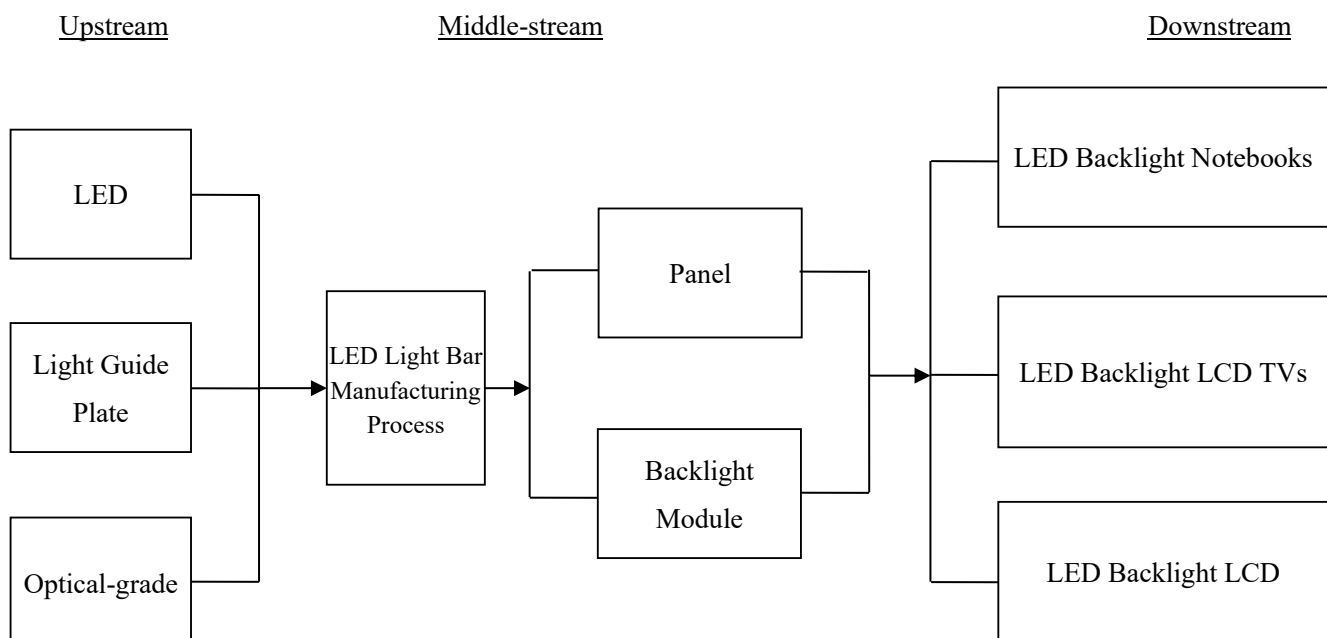 Upstream
Middle-stream
Downstream
LED
Light Guide
Plate
Optical-grade
LED Light Bar
Manufacturing
Process
Panel
Backlight
Module
LED Backlight Notebooks
LED Backlight LCD TVs
LED Backlight LCD